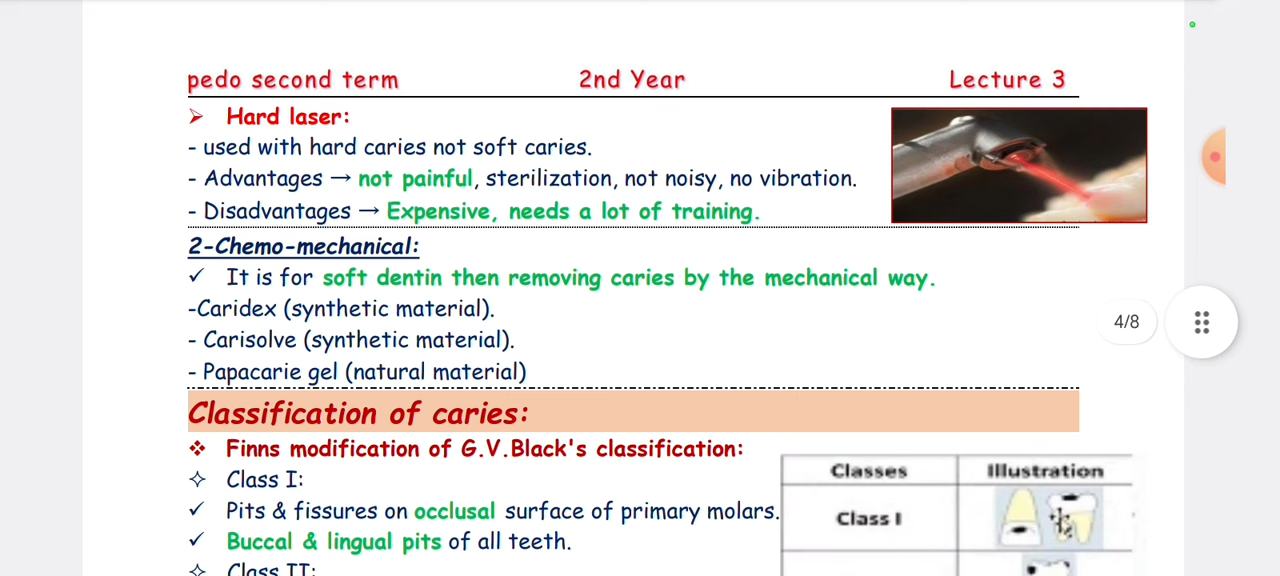 pedo second term 2nd Year Lecture 3
➢ Hard laser:
- used with hard caries not soft caries.
- Advantages → not painful, sterilization, not noisy, no vibration.
- Disadvantages → Expensive, needs a lot of training.
2-Chemo-mechanical:
✓ It is for soft dentin then removing caries by the mechanical way.
-Caridex (synthetic material).
- Carisolve (synthetic material).
- Papacarie gel (natural material)
4/8
Classification of caries:
❖ Finns modification of G.V.Black's classification:
✧ Class I:
✓ Pits & fissures on occlusal surface of primary molars.
✓ Buccal & lingual pits of all teeth.
✧ Class II:
Classes Illustration
Class I